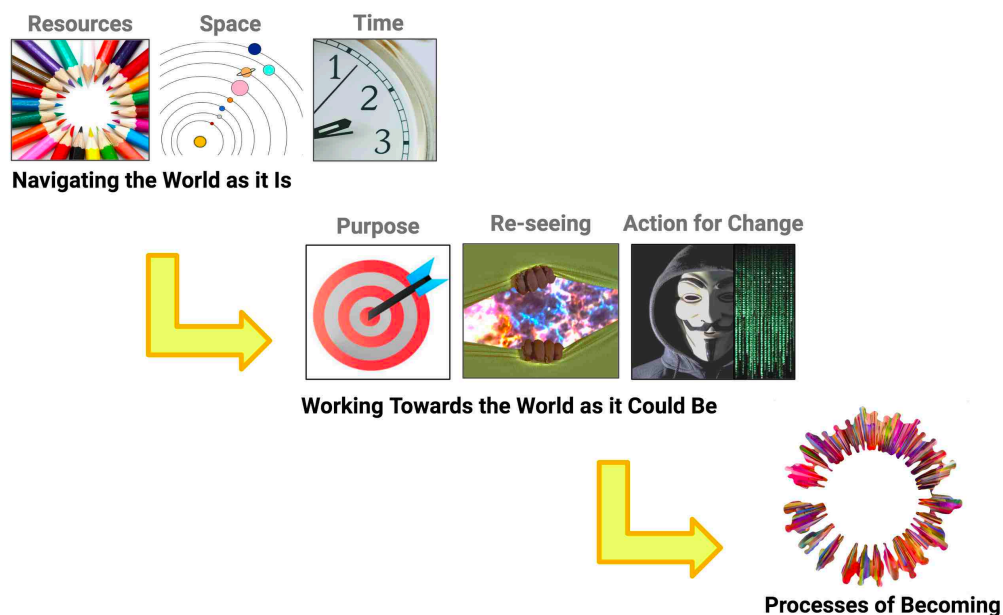 Resources
Space
Time
1
2
3
Navigating the World as it Is
Purpose
Re-seeing
Action for Change
Working Towards the World as it Could Be
Processes of Becoming